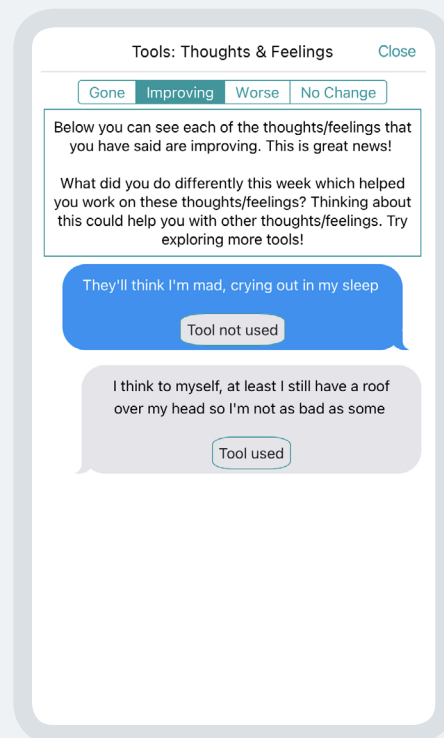 Tools: Thoughts & Feelings
Close
Gone
Improving
Worse
No Change
Below you can see each of the thoughts/feelings that
you have said are improving. This is great news!
What did you do differently this week which helped
you work on these thoughts/feelings? Thinking about
this could help you with other thoughts/feelings. Try
exploring more tools!
They'll think I'm mad, crying out in my sleep
Tool not used
I think to myself, at least I still have a roof
over my head so I'm not as bad as some
Tool used